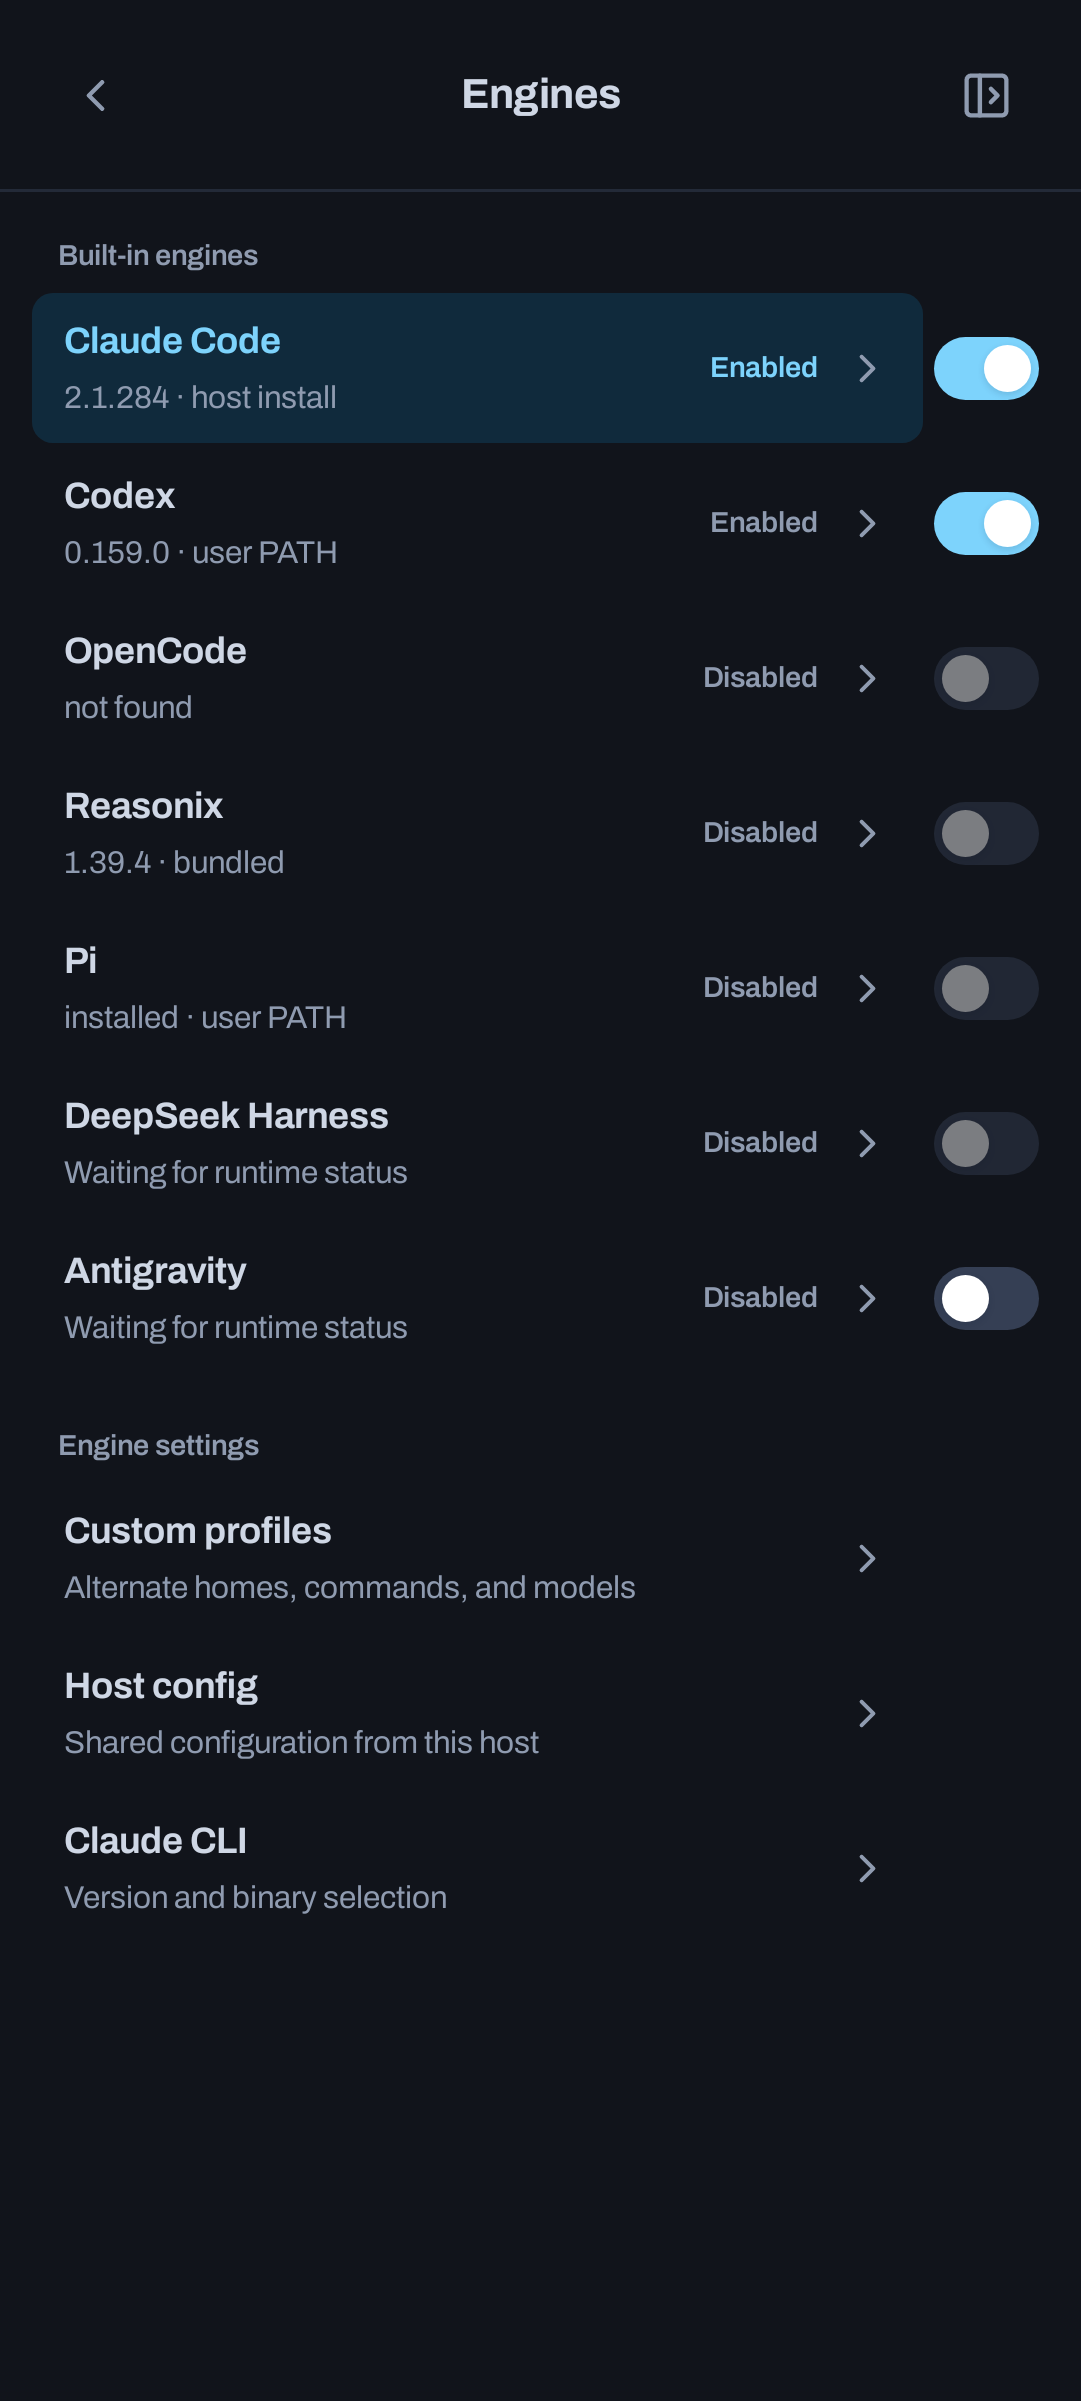 Engines
Built-in engines
Claude Code
2.1.284 · host install
Enabled
Codex
0.159.0 · user PATH
Enabled
OpenCode
not found
Disabled
Reasonix
1.39.4 · bundled
Disabled
Pi
installed · user PATH
Disabled
DeepSeek Harness
Waiting for runtime status
Disabled
Antigravity
Waiting for runtime status
Disabled
Engine settings
Custom profiles
Alternate homes, commands, and models
Host config
Shared configuration from this host
Claude CLI
Version and binary selection